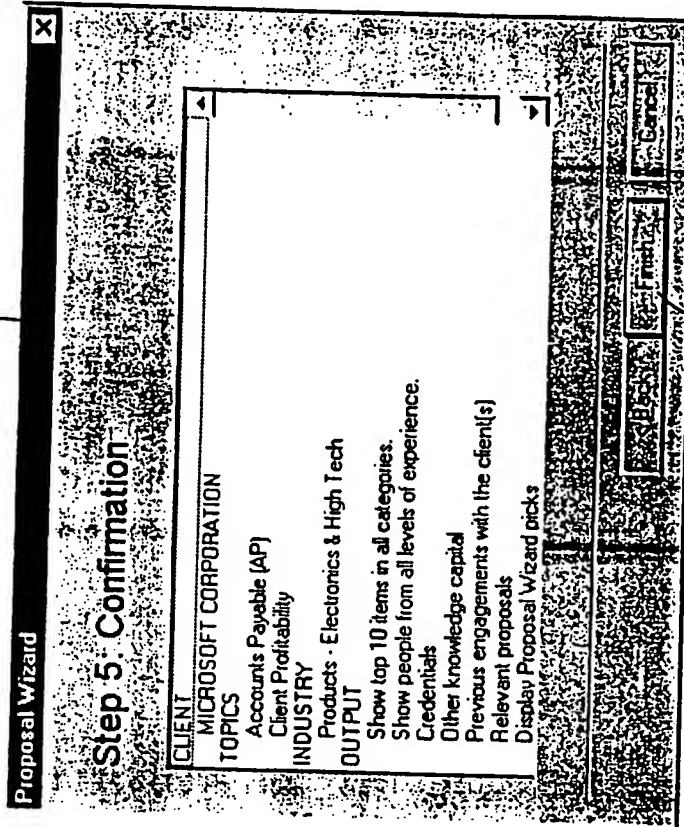 Proposal Wizard
Step 5: Confirmation
CLIENT
MICROSOFT CORPORATION
TOPICS
Accounts Payable (AP)
Client Profitability
INDUSTRY
Products - Electronics & High Tech
OUTPUT
Show top 10 items in all categories.
Show people from all levels of experience.
Credentials
Other knowledge capital
Previous engagements with the client(s)
Relevant proposals
Display Proposal Wizard picks
< Back
Finish
Cancel